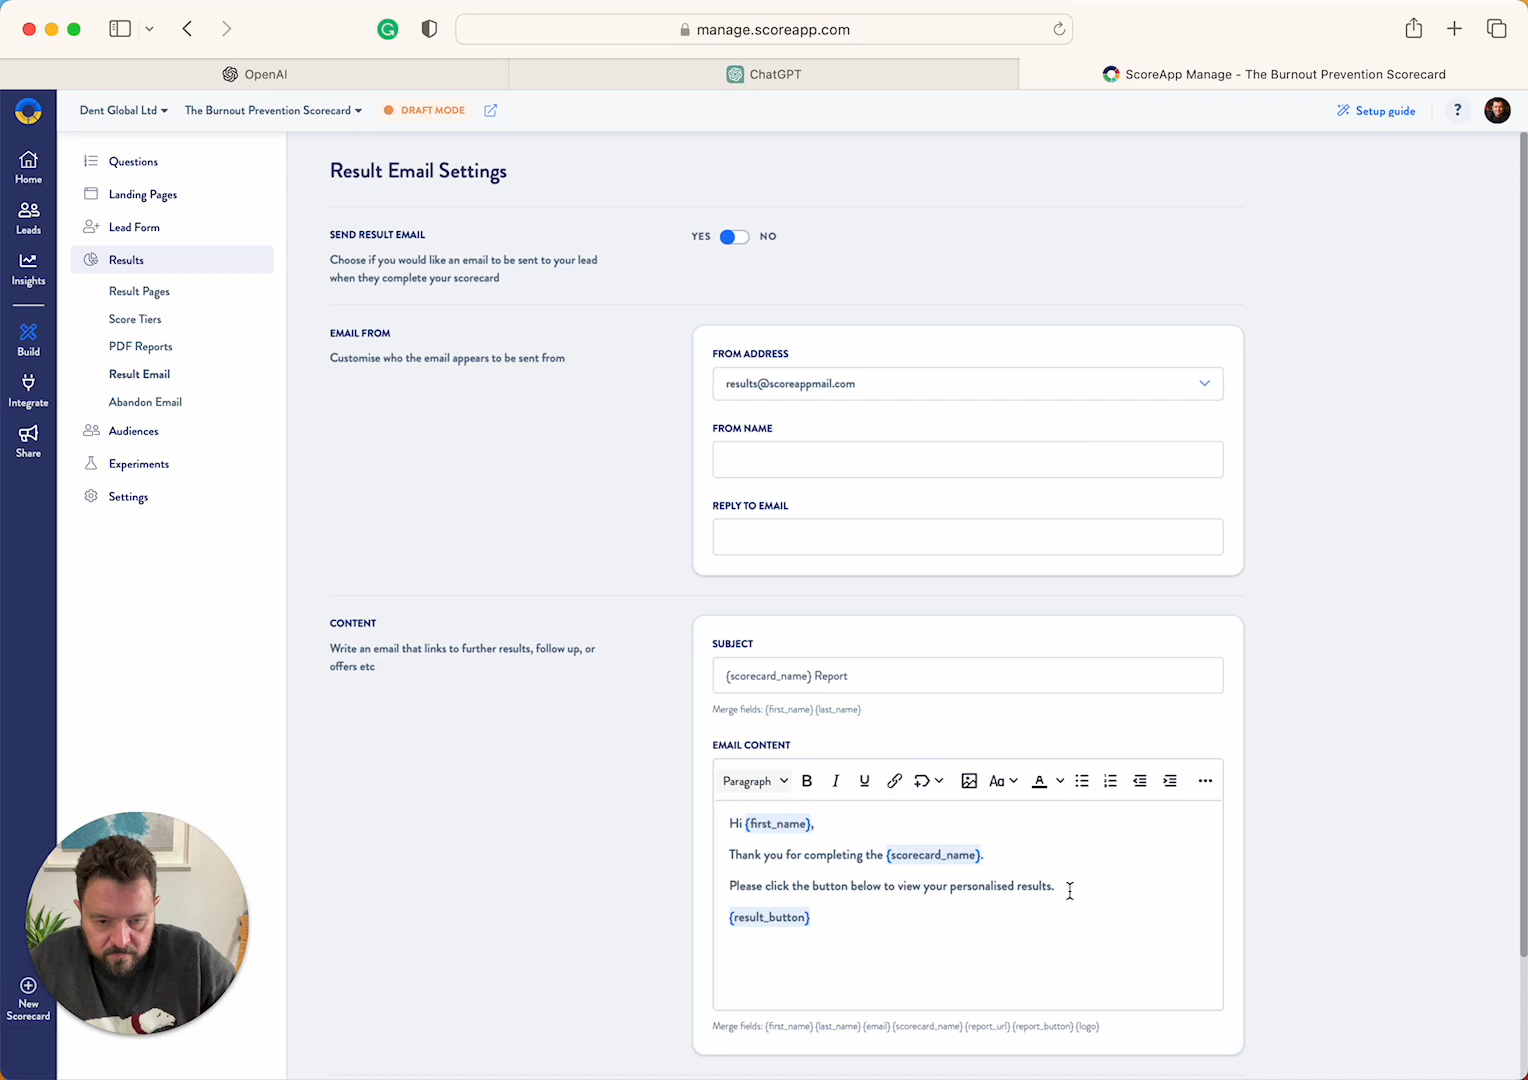 manage.scoreapp.com
OpenAI
ChatGPT
ScoreApp Manage - The Burnout Prevention Scorecard
Dent Global Ltd
The Burnout Prevention Scorecard
DRAFT MODE
Setup guide
?
Home
Leads
Insights
Build
Integrate
Share
New
Scorecard
Questions
Landing Pages
Lead Form
Results
Result Pages
Score Tiers
PDF Reports
Result Email
Abandon Email
Audiences
Experiments
Settings
Result Email Settings
SEND RESULT EMAIL
Choose if you would like an email to be sent to your lead
when they complete your scorecard
YES
NO
EMAIL FROM
Customise who the email appears to be sent from
FROM ADDRESS
results@scoreappmail.com
FROM NAME
REPLY TO EMAIL
CONTENT
Write an email that links to further results, follow up, or
offers etc
SUBJECT
{scorecard_name} Report
Merge fields: {first_name} {last_name}
EMAIL CONTENT
Paragraph B I U Aa A
Hi {first_name},
Thank you for completing the {scorecard_name}.
Please click the button below to view your personalised results.
{result_button}
Merge fields: {first_name} {last_name} {email} {scorecard_name} {report_url} {report_button} {logo}